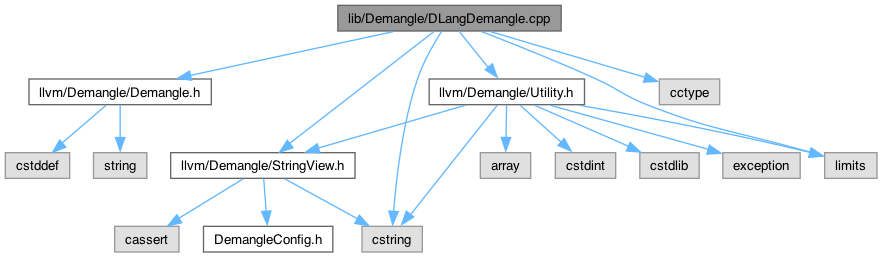 lib/Demangle/DLangDemangle.cpp
llvm/Demangle/Demangle.h
llvm/Demangle/Utility.h
cctype
cstddef
string
llvm/Demangle/StringView.h
array
cstdint
cstdlib
exception
limits
cassert
DemangleConfig.h
cstring